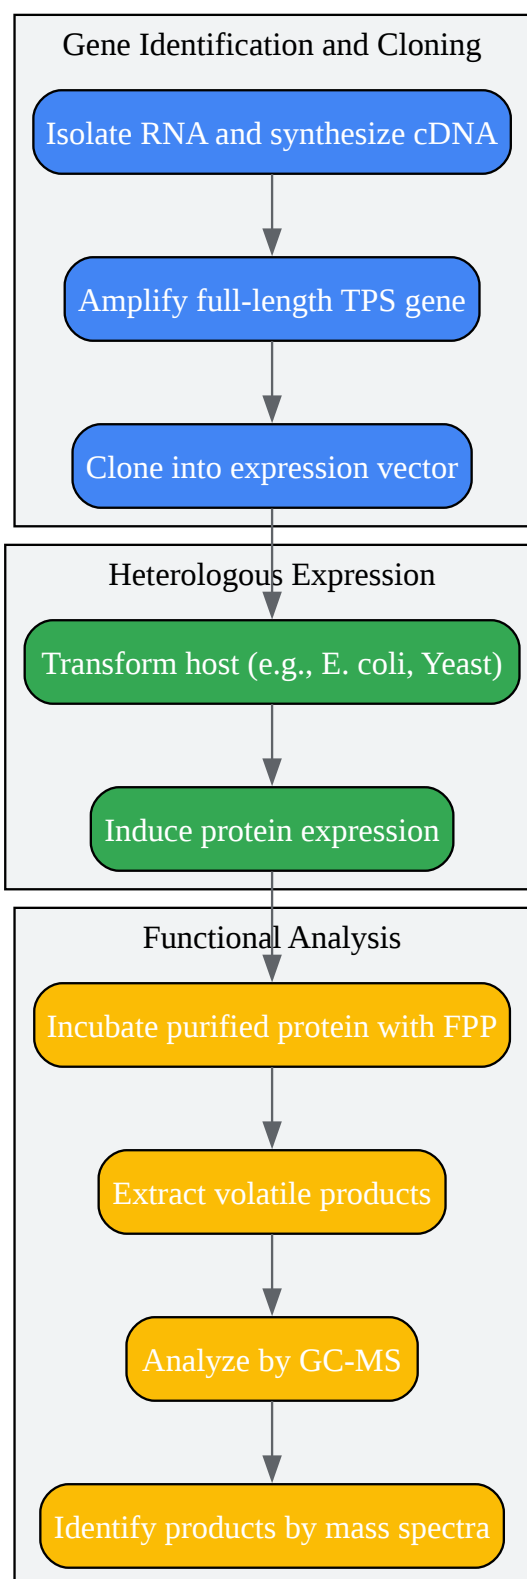 Gene Identification and Cloning
Isolate RNA and synthesize cDNA
Amplify full-length TPS gene
Clone into expression vector
Heterologous Expression
Transform host (e.g., E. coli, Yeast)
Induce protein expression
Functional Analysis
Incubate purified protein with FPP
Extract volatile products
Analyze by GC-MS
Identify products by mass spectra